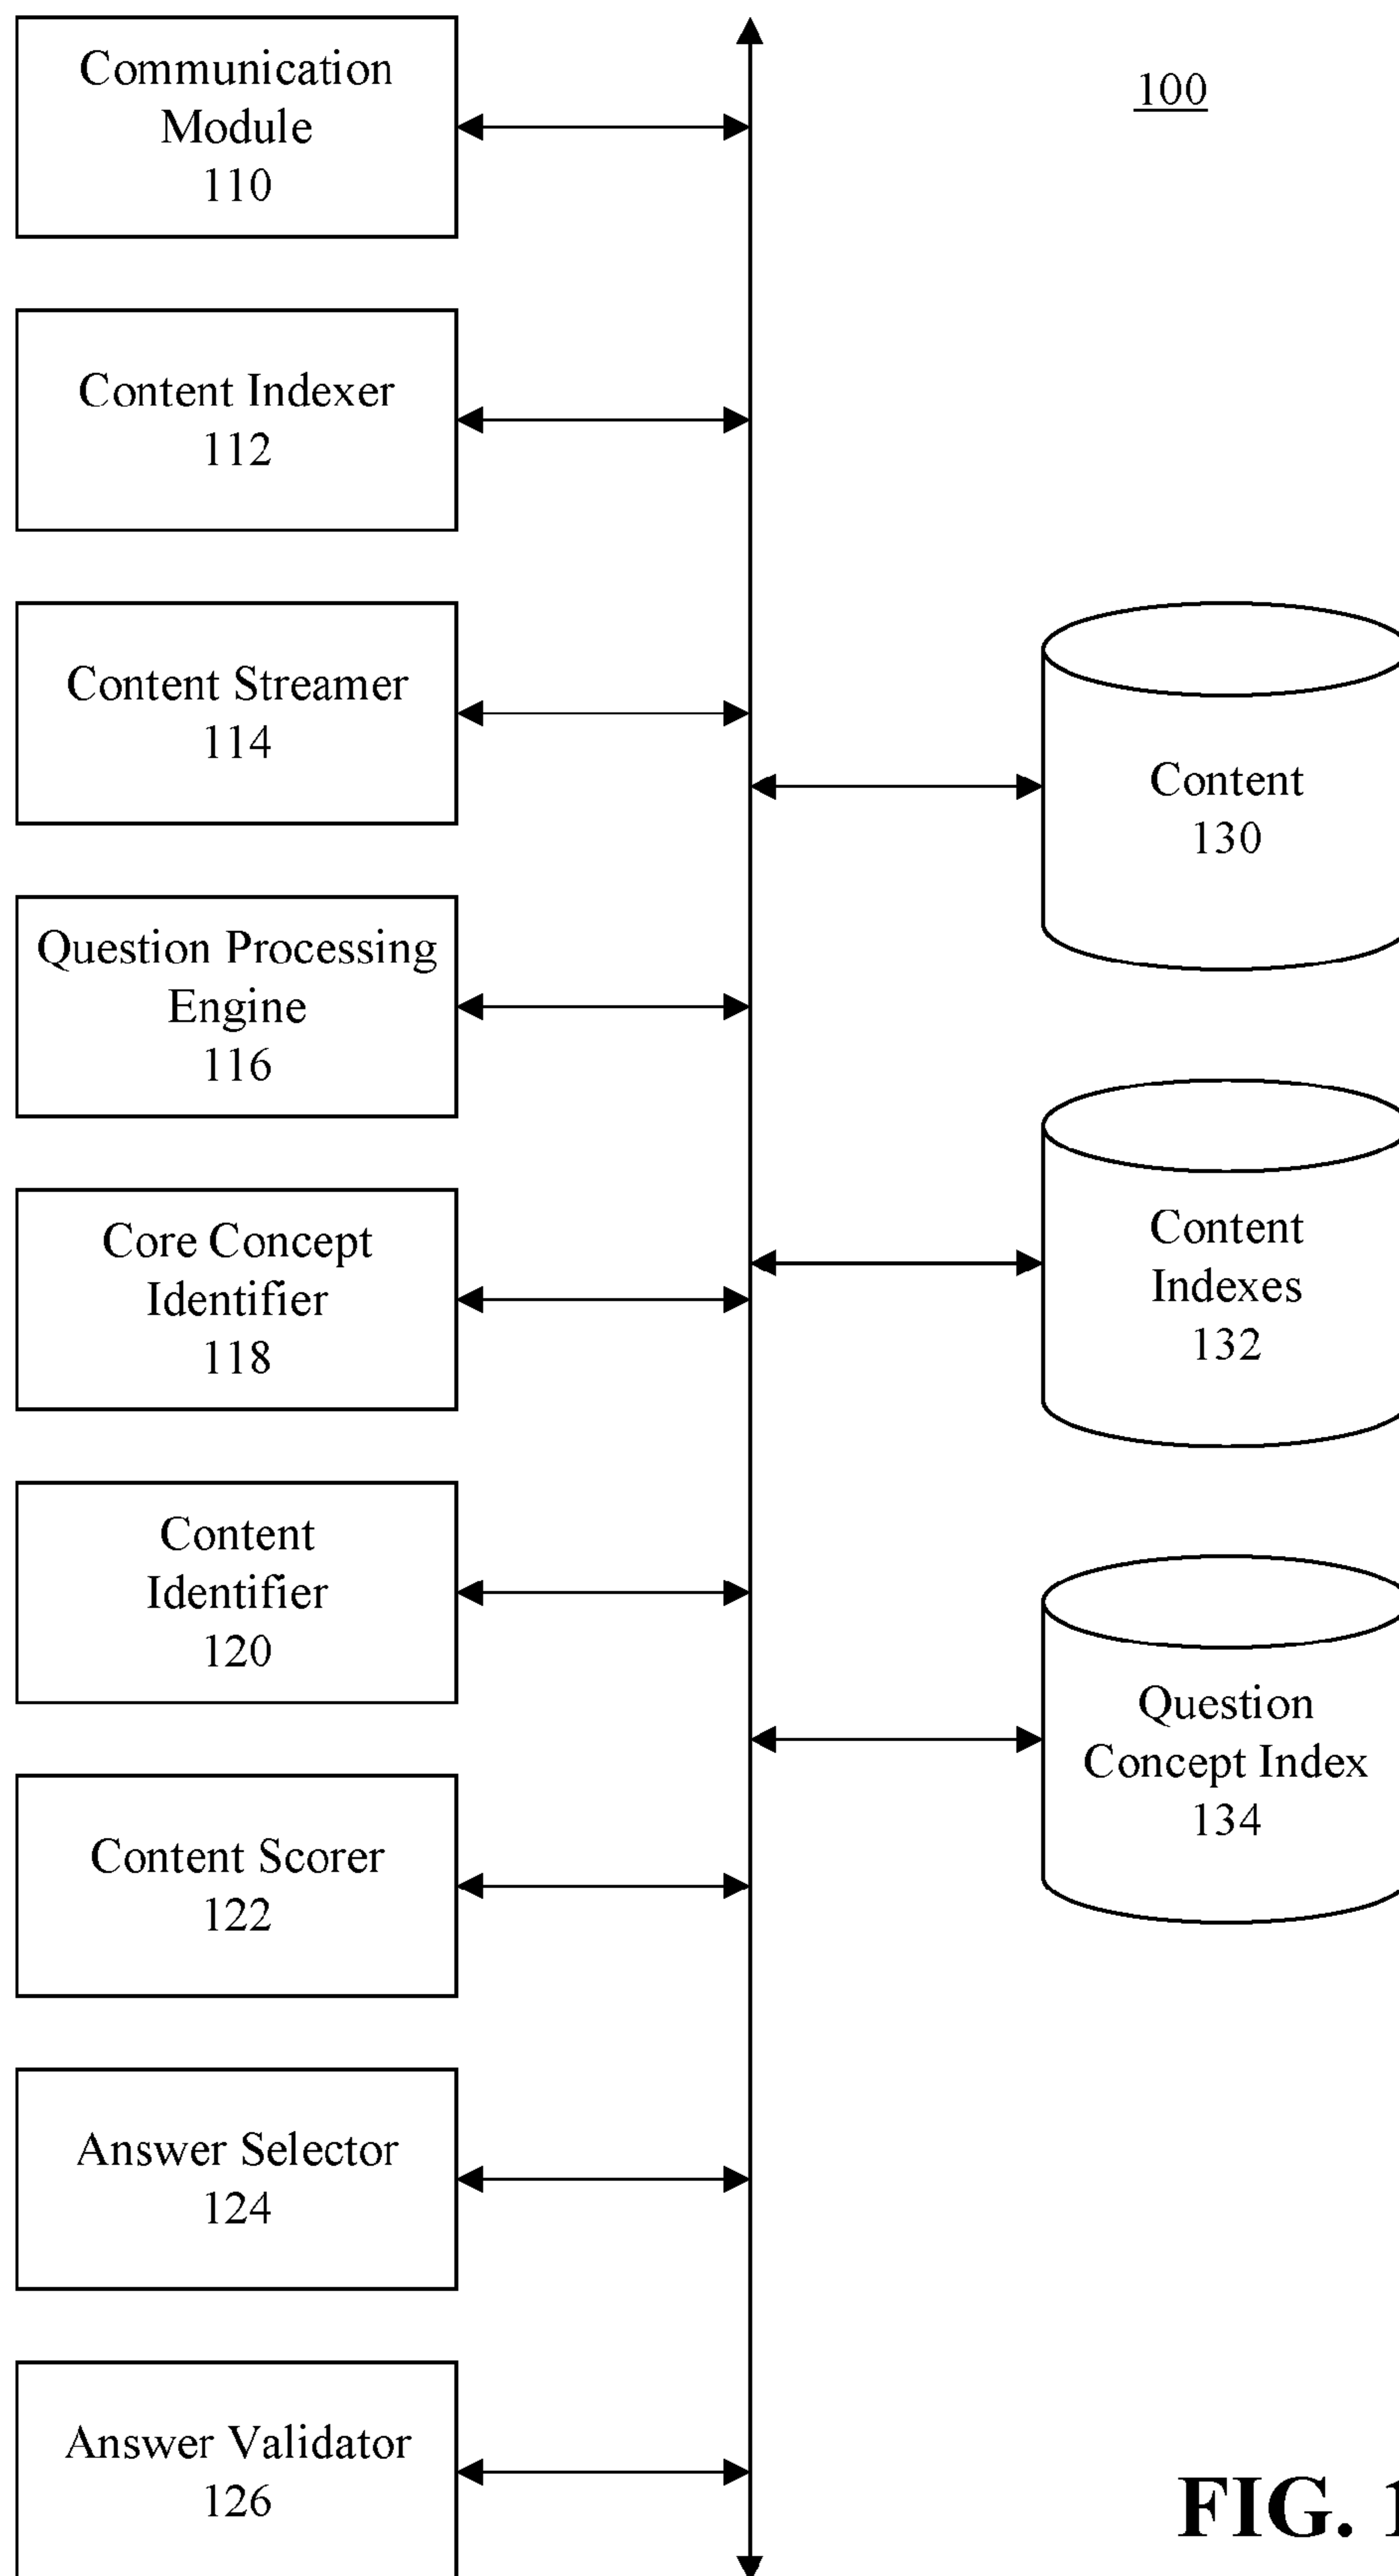 Communication
Module
110
100
Content Indexer
112
Content Streamer
114
Content
130
Question Processing
Engine
116
Core Concept
Identifier
118
Content
Indexes
132
Content
Identifier
120
Question
Concept Index
134
Content Scorer
122
Answer Selector
124
Answer Validator
126
FIG. 1